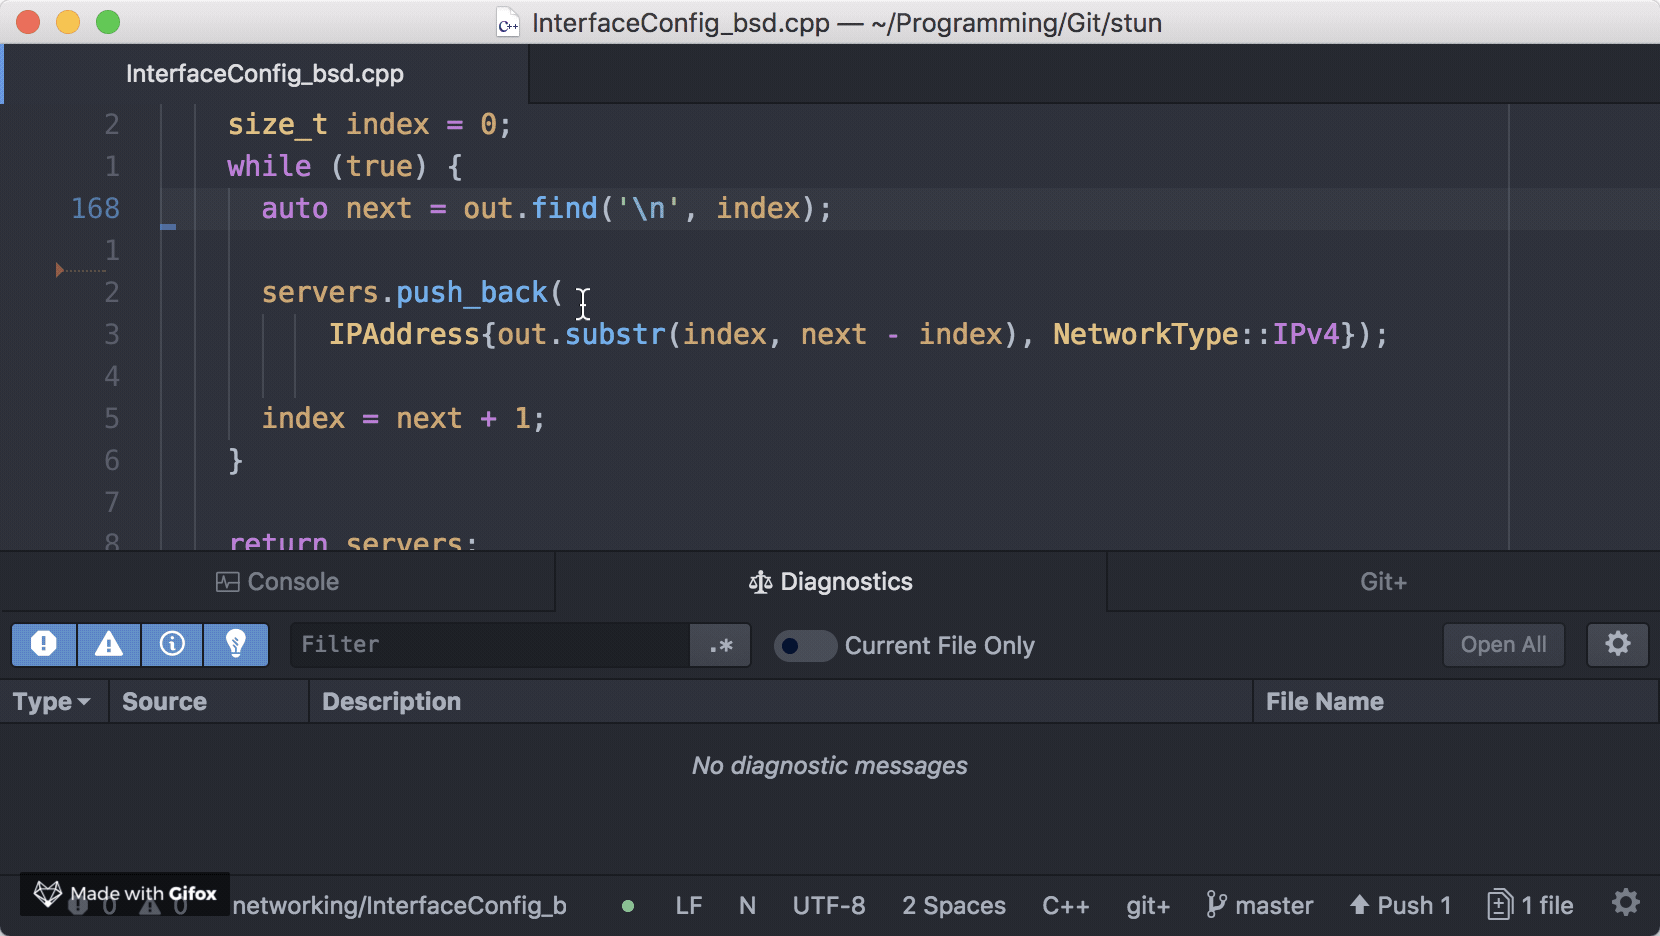 InterfaceConfig_bsd.cpp — ~/Programming/Git/stun
InterfaceConfig_bsd.cpp
2 size_t index = 0;
1 while (true) {
168 auto next = out.find('\n', index);
1
2 servers.push_back(
3 IPAddress{out.substr(index, next - index), NetworkType::IPv4});
4
5 index = next + 1;
6 }
7
8 return servers;
Console Diagnostics Git+
Filter .* Current File Only Open All
Type Source Description File Name
No diagnostic messages
Made with Gifox
0 0 networking/InterfaceConfig_b LF N UTF-8 2 Spaces C++ git+ master Push 1 1 file